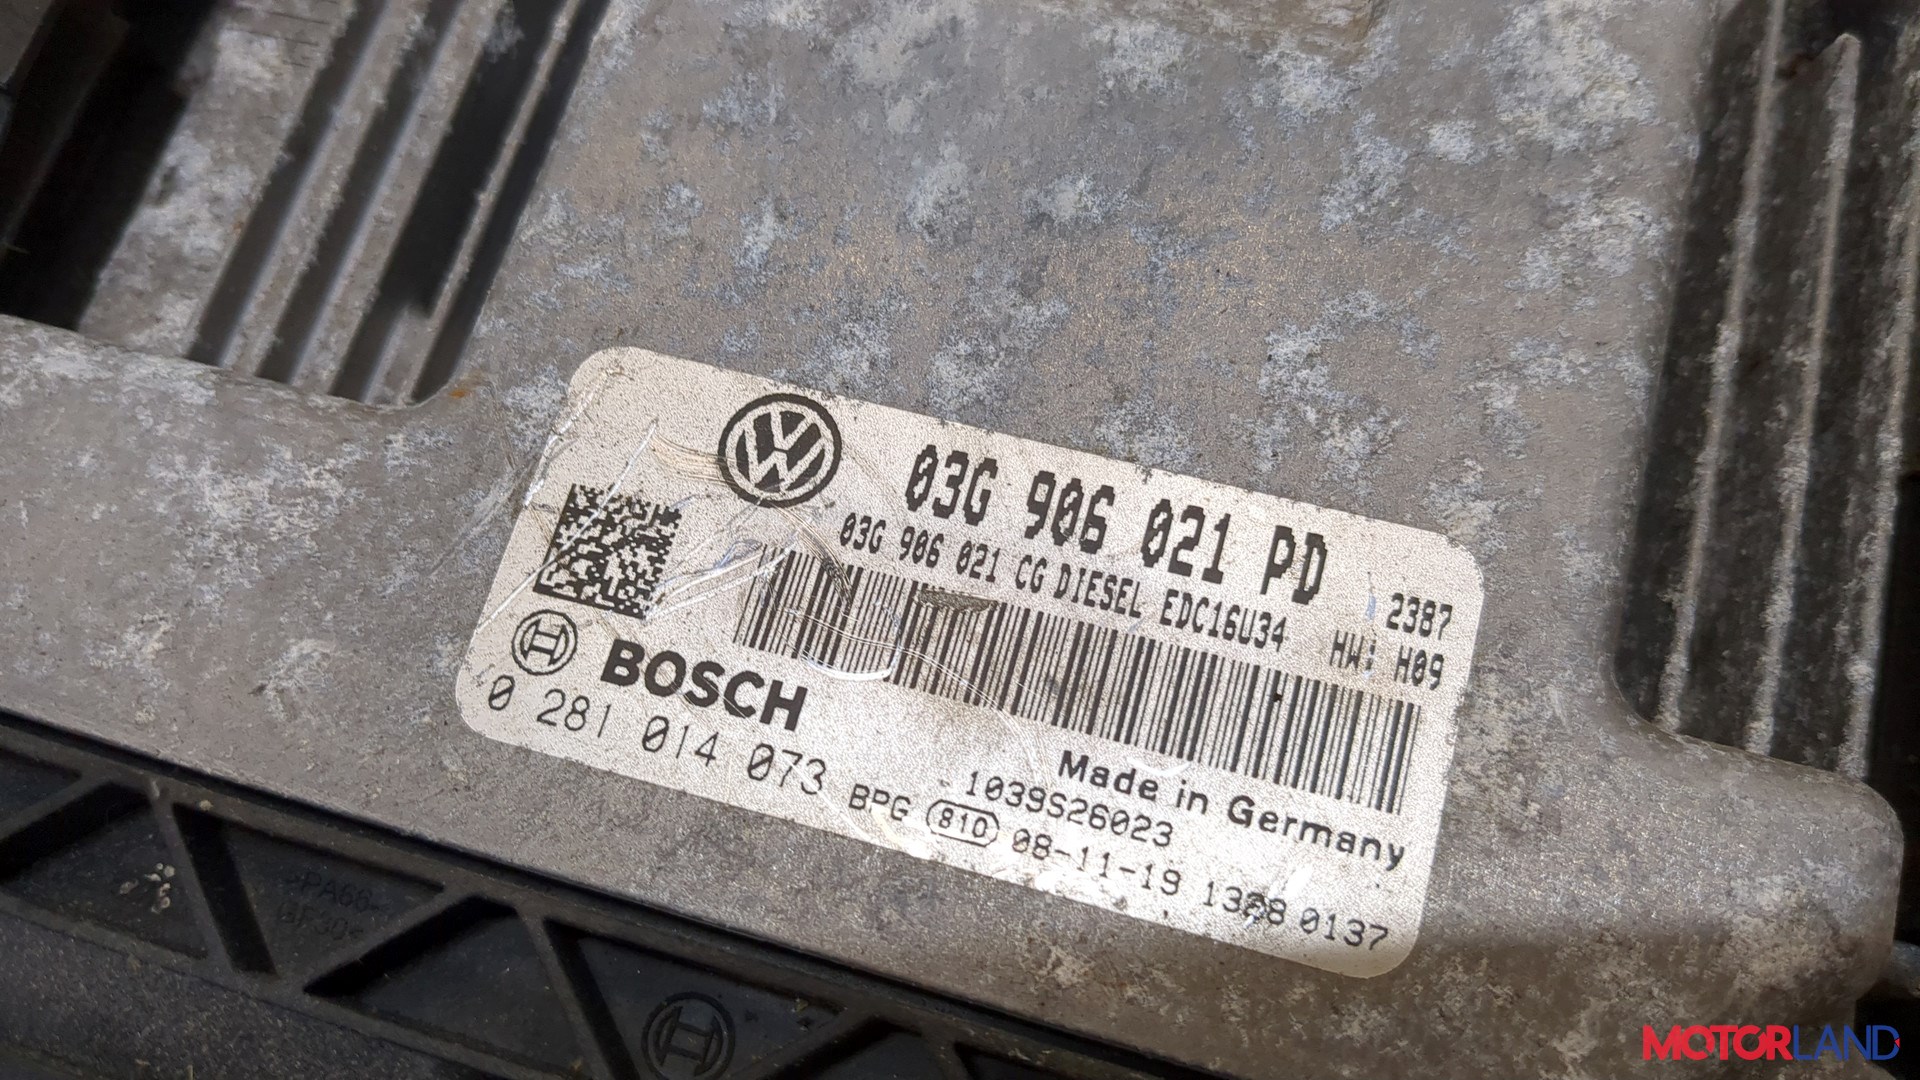 03G 906 021 PD
03G 906 021 CG DIESEL EDC16U34
2387
HW: H09
BOSCH
0 281 014 073
Made in Germany
1039S26023
BPG 81D 08-11-19 0137
MOTORLAND